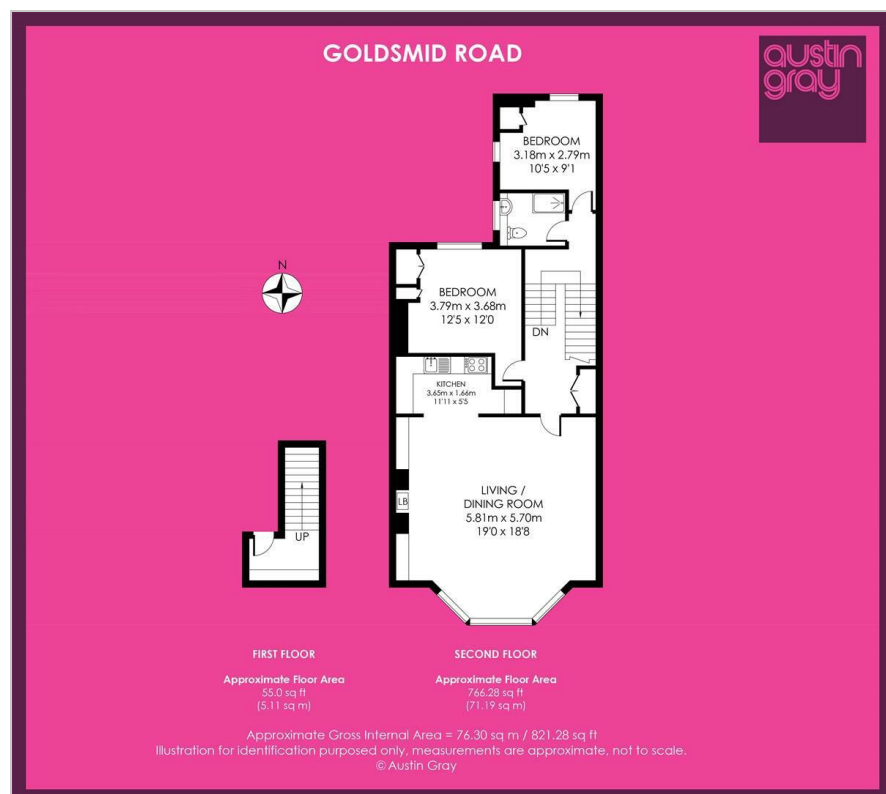 GOLDSMID ROAD
austin
gray
BEDROOM
3.18m x 2.79m
10'5 x 9'1
N
BEDROOM
3.79m x 3.68m
12'5 x 12'0
DN
KITCHEN
3.65m x 1.66m
11'11 x 5'5
LIVING /
DINING ROOM
5.81m x 5.70m
19'0 x 18'8
LB
UP
FIRST FLOOR
Approximate Floor Area
55.0 sq ft
(5.11 sq m)
SECOND FLOOR
Approximate Floor Area
766.28 sq ft
(71.19 sq m)
Approximate Gross Internal Area = 76.30 sq m / 821.28 sq ft
Illustration for identification purposed only, measurements are approximate, not to scale.
© Austin Gray